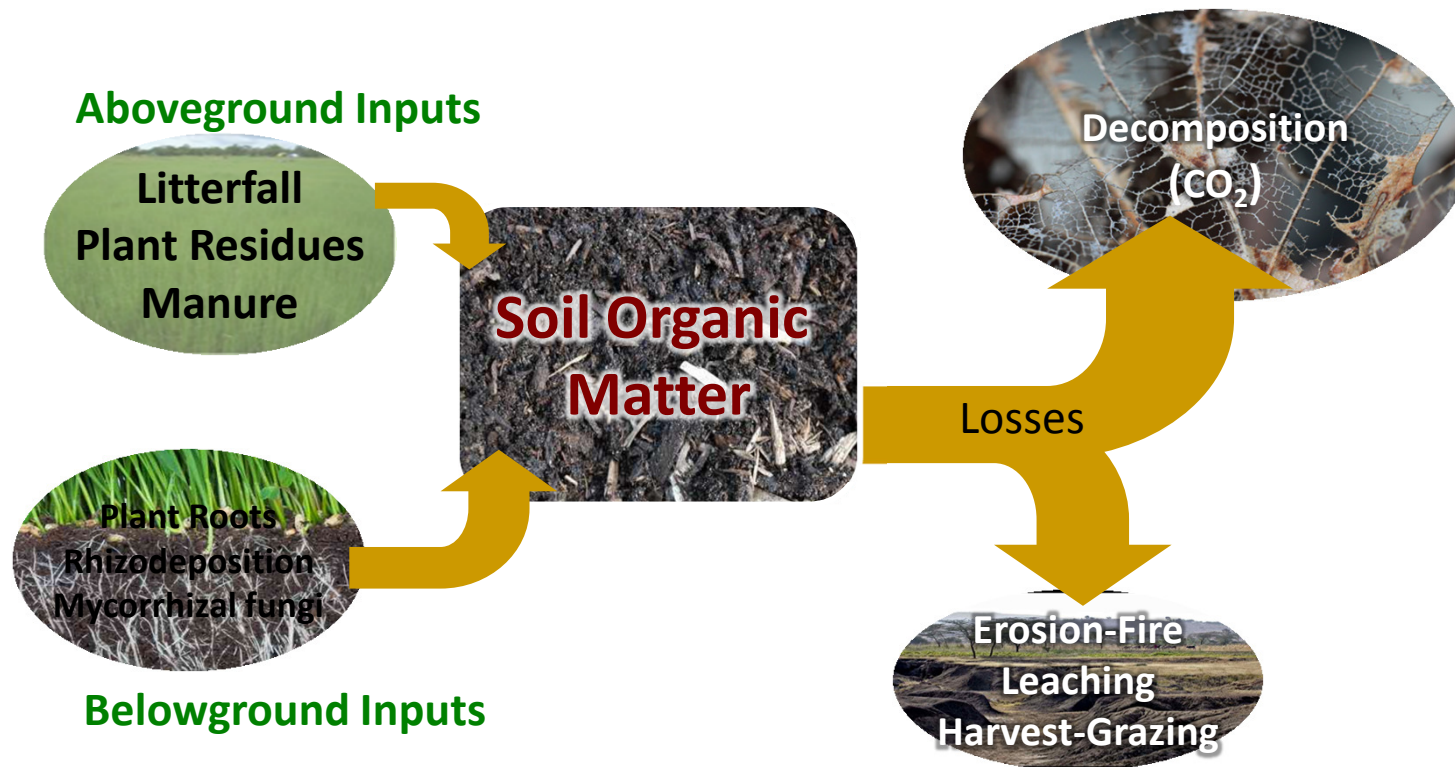 Aboveground Inputs
Litterfall
Plant Residues
Manure
Soil Organic
Matter
Plant Roots
Rhizodeposition
Mycorrhizal fungi
Belowground Inputs
Losses
Decomposition
(CO₂)
Erosion-Fire
Leaching
Harvest-Grazing